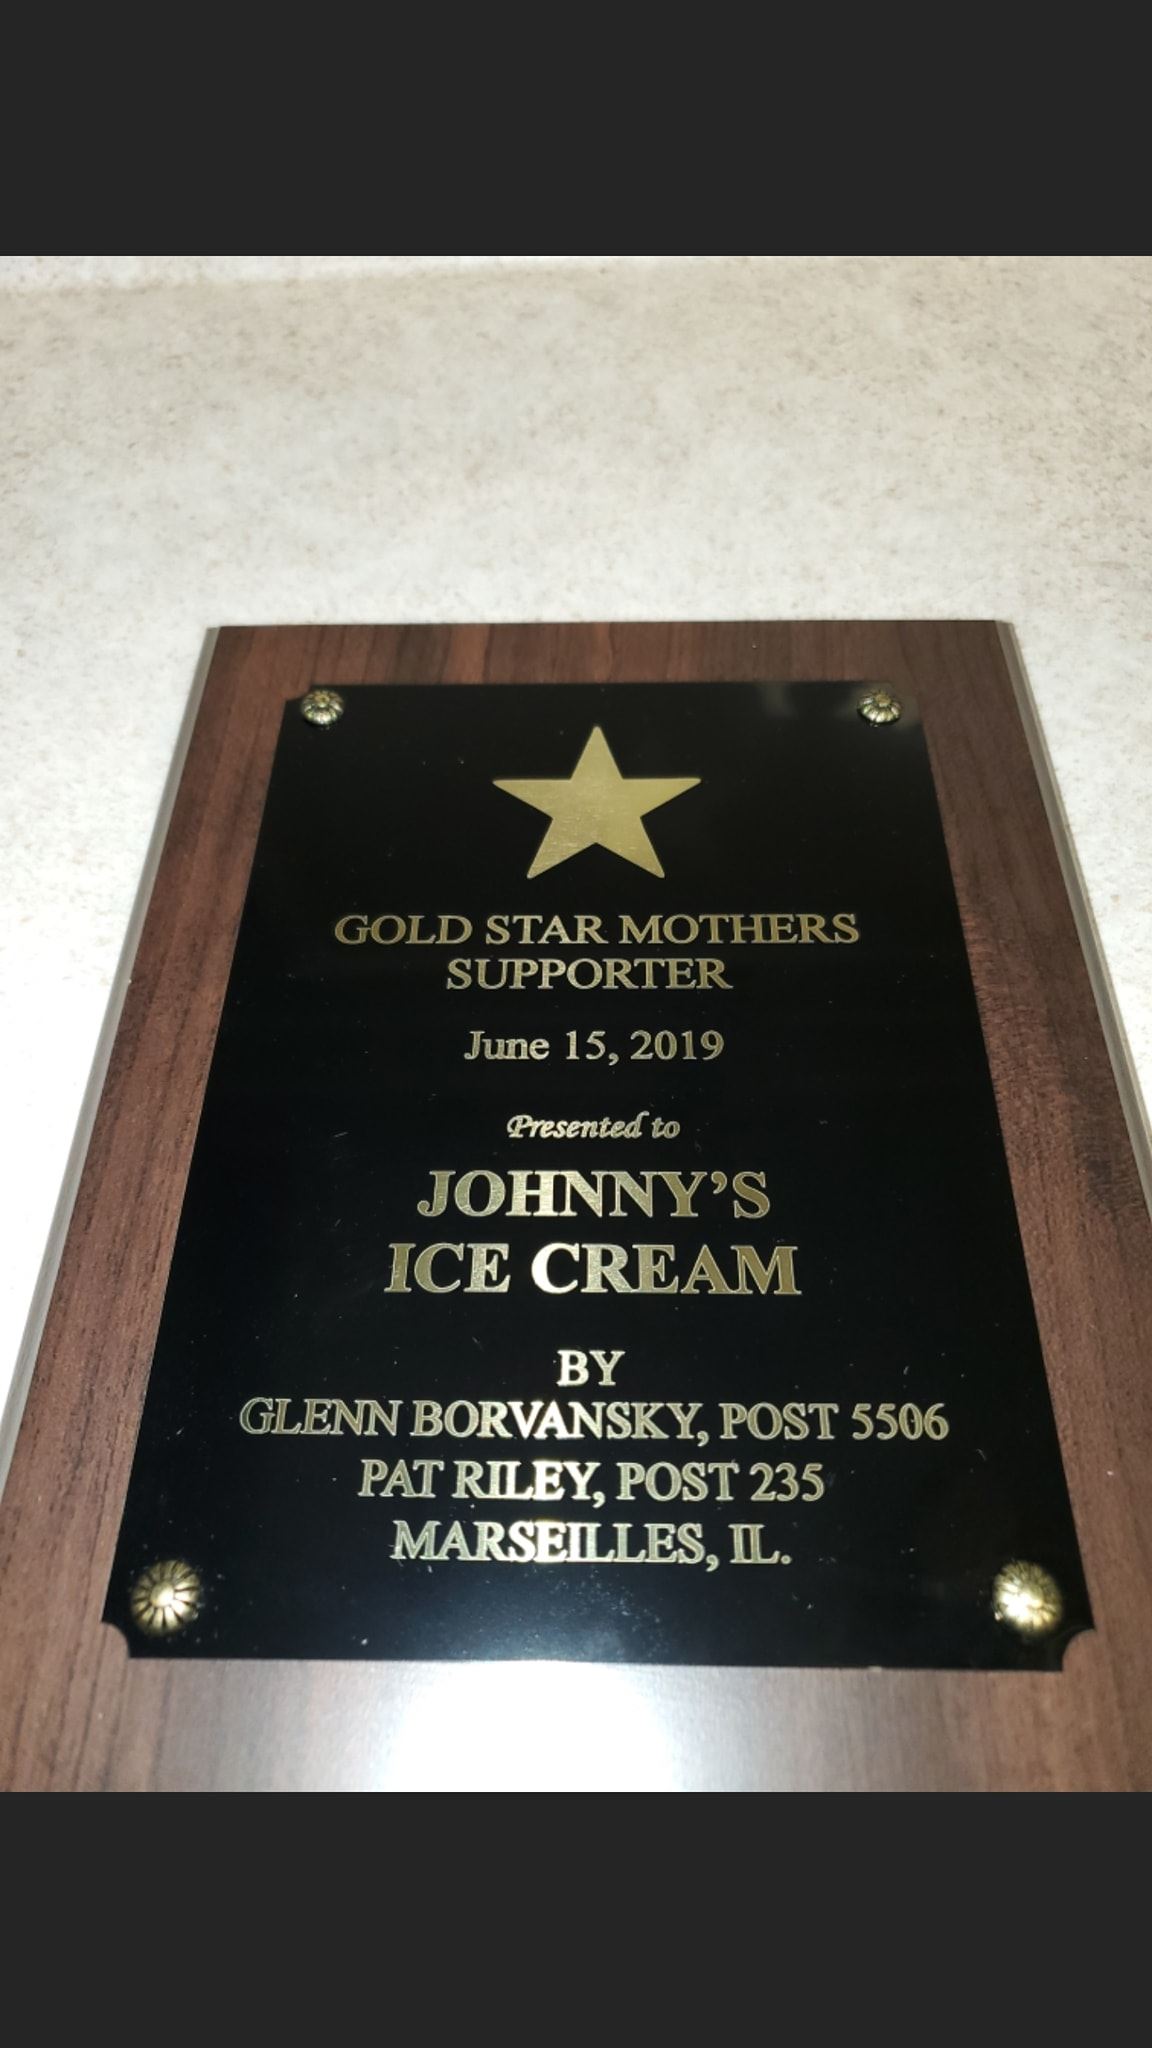 GOLD STAR MOTHERS
SUPPORTER
June 15, 2019
Presented to
JOHNNY’S
ICE CREAM
BY
GLENN BORVANSKY, POST 5506
PAT RILEY, POST 235
MARSEILLES, IL.